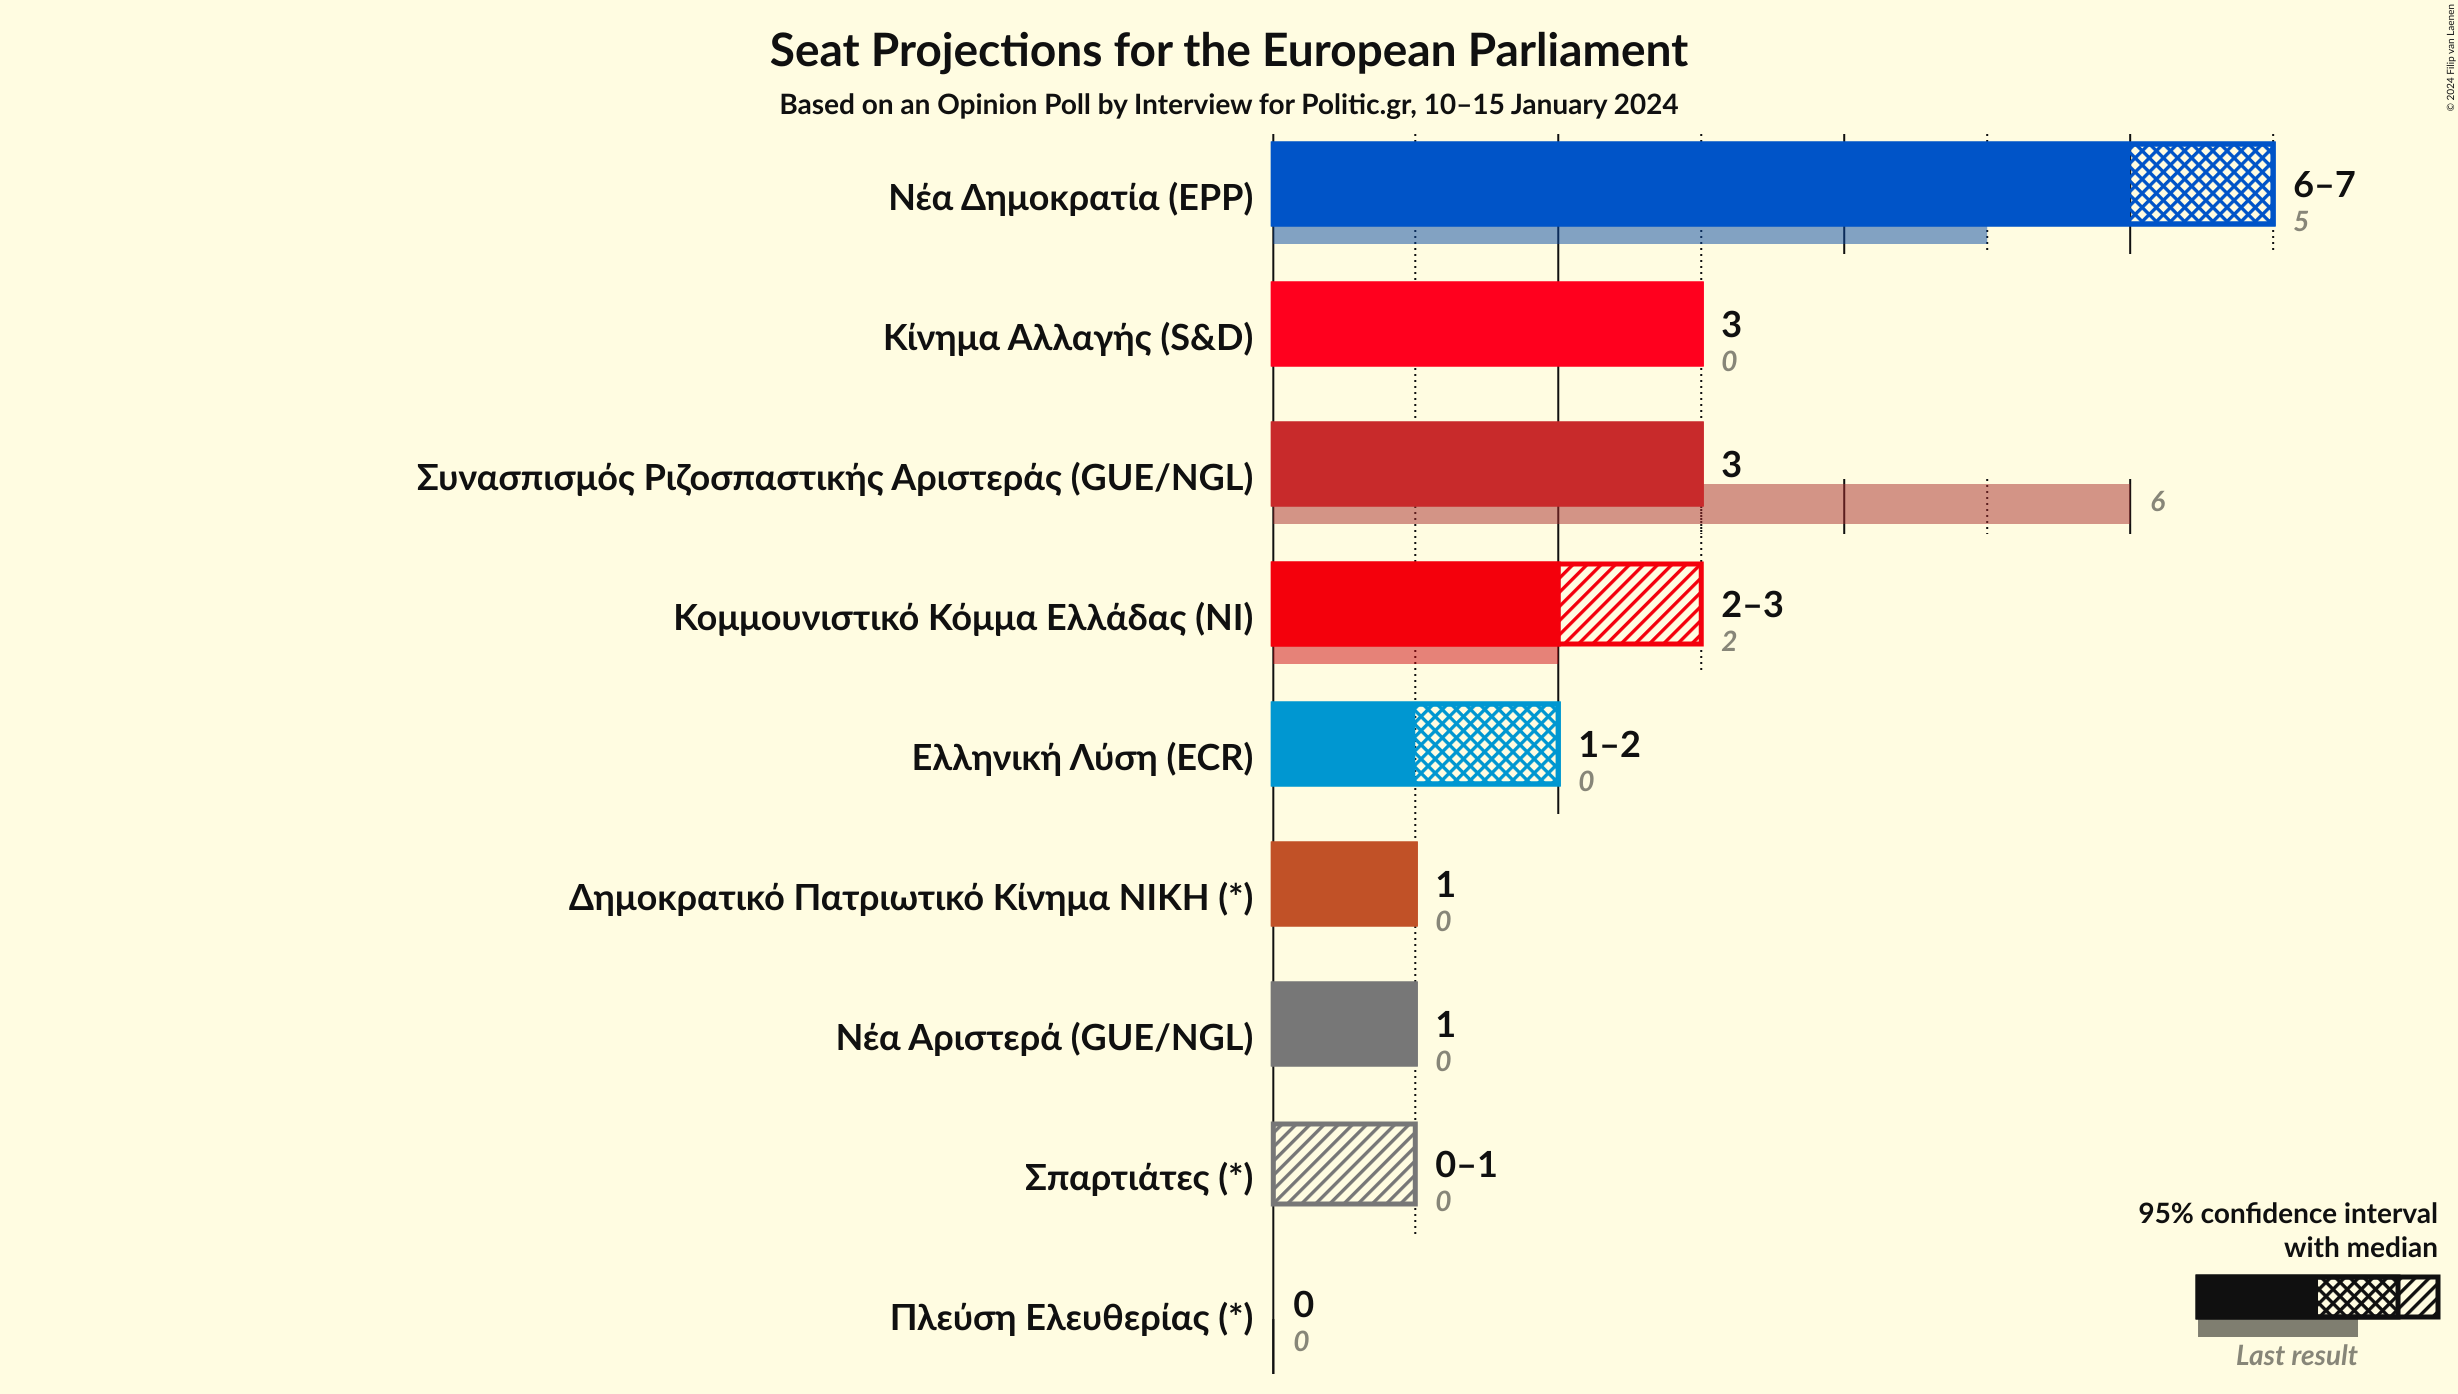 Seat Projections for the European Parliament
Based on an Opinion Poll by Interview for Politic.gr, 10–15 January 2024
© 2024 Filip van Laenen
Νέα Δημοκρατία (EPP)
6–7
5
Κίνημα Αλλαγής (S&D)
3
0
Συνασπισμός Ριζοσπαστικής Αριστεράς (GUE/NGL)
3
6
Κομμουνιστικό Κόμμα Ελλάδας (NI)
2–3
2
Ελληνική Λύση (ECR)
1–2
0
Δημοκρατικό Πατριωτικό Κίνημα ΝΙΚΗ (*)
1
0
Νέα Αριστερά (GUE/NGL)
1
0
Σπαρτιάτες (*)
0–1
0
Πλεύση Ελευθερίας (*)
0
0
95% confidence interval
with median
Last result